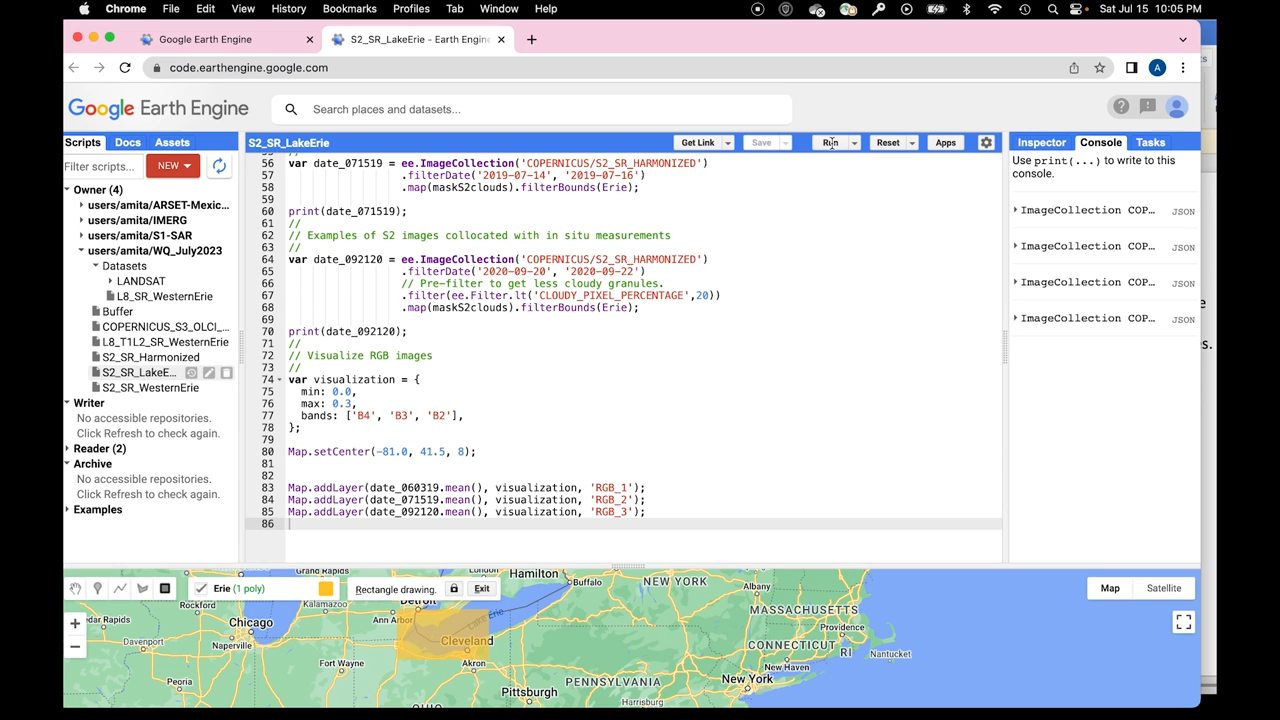 Chrome File Edit View History Bookmarks Profiles Tab Window Help Sat Jul 15 10:05 PM
Google Earth Engine S2_SR_LakeErie - Earth Engin
code.earthengine.google.com A
Google Earth Engine Search places and datasets...
Scripts Docs Assets
Filter scripts... NEW
Owner (4)
users/amita/ARSET-Mexic...
users/amita/IMERG
users/amita/S1-SAR
users/amita/WQ_July2023
Datasets
LANDSAT
L8_SR_WesternErie
Buffer
COPERNICUS_S3_OLCI_...
L8_T1L2_SR_WesternErie
S2_SR_Harmonized
S2_SR_LakeE...
S2_SR_WesternErie
Writer
No accessible repositories.
Click Refresh to check again.
Reader (2)
Archive
No accessible repositories.
Click Refresh to check again.
Examples
S2_SR_LakeErie Get Link Save Run Reset Apps
56 var date_071519 = ee.ImageCollection('COPERNICUS/S2_SR_HARMONIZED')
57 .filterDate('2019-07-14', '2019-07-16')
58 .map(maskS2clouds).filterBounds(Erie);
59
60 print(date_071519);
61 //
62 // Examples of S2 images collocated with in situ measurements
63 //
64 var date_092120 = ee.ImageCollection('COPERNICUS/S2_SR_HARMONIZED')
65 .filterDate('2020-09-20', '2020-09-22')
66 // Pre-filter to get less cloudy granules.
67 .filter(ee.Filter.lt('CLOUDY_PIXEL_PERCENTAGE',20))
68 .map(maskS2clouds).filterBounds(Erie);
69
70 print(date_092120);
71 //
72 // Visualize RGB images
73 //
74 var visualization = {
75 min: 0.0,
76 max: 0.3,
77 bands: ['B4', 'B3', 'B2'],
78 };
79
80 Map.setCenter(-81.0, 41.5, 8);
81
82
83 Map.addLayer(date_060319.mean(), visualization, 'RGB_1');
84 Map.addLayer(date_071519.mean(), visualization, 'RGB_2');
85 Map.addLayer(date_092120.mean(), visualization, 'RGB_3');
86
Inspector Console Tasks
Use print(...) to write to this
console.
ImageCollection COP... JSON
ImageCollection COP... JSON
ImageCollection COP... JSON
ImageCollection COP... JSON
Erie (1 poly) Rectangle drawing. Exit
Map Satellite
Hamilton
Buffalo
NEW YORK
Albany
Rockford
Kalamazoo
Detroit
Erie
Ann Arbor
MASSACHUSETTS
Chicago
Providence
Davenport
Naperville
Cleveland
CONNECTICUT
RI
Nantucket
Fort Wayne
Akron
New Haven
Peoria
PENNSYLVANIA
New York
Pittsburgh
Harrisburg
OHIO